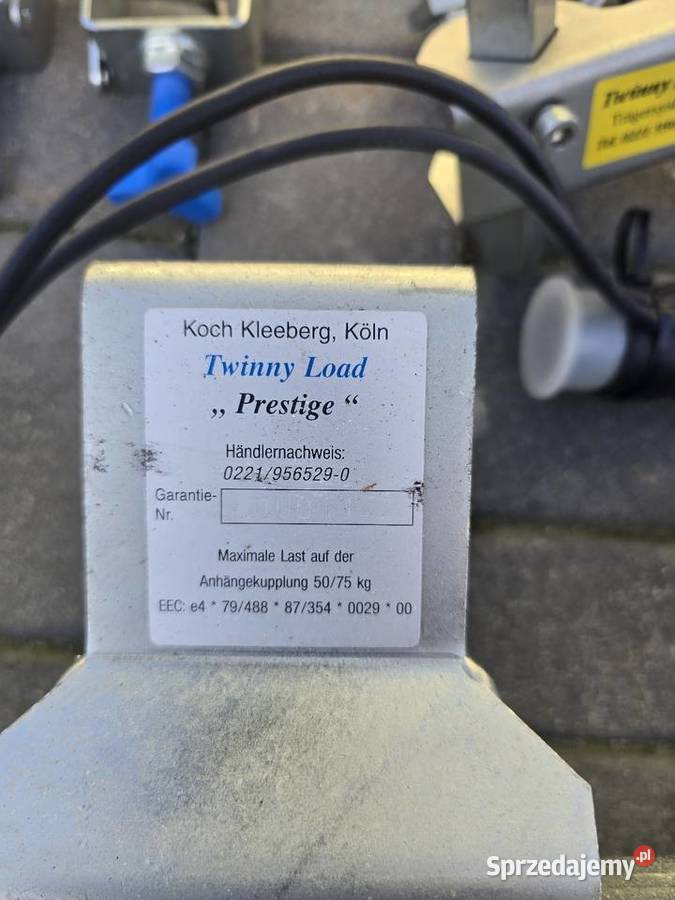 Twinny
Koch Kleeberg, Köln
Twinny Load
„ Prestige “
Händlernachweis:
0221/956529-0
Garantie-
Nr.
Maximale Last auf der
Anhängekupplung 50/75 kg
EEC: e4 * 79/488 * 87/354 * 0029 * 00
Sprzedajemy.pl